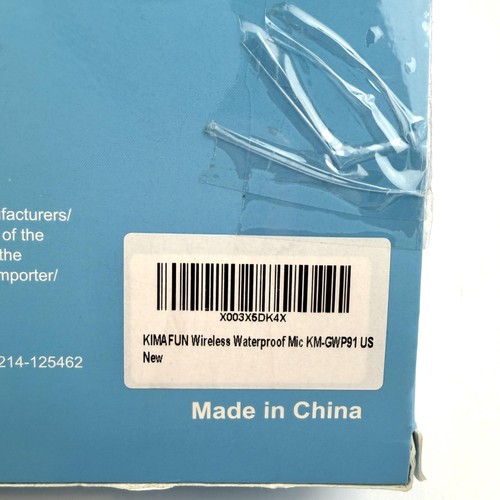 facturers/
of the
the
mporter/
214-125462
X003X5DK4X
KIMAFUN Wireless Waterproof Mic KM-GWP91 US
New
Made in China